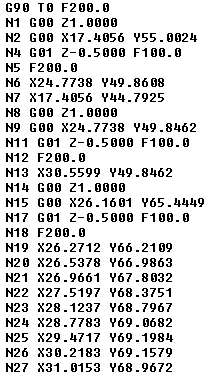 G90 T0 F200.0
N1 G00 Z1.0000
N2 G00 X17.4056 Y55.0024
N4 G01 Z-0.5000 F100.0
N5 F200.0
N6 X24.7738 Y49.8608
N7 X17.4056 Y44.7925
N8 G00 Z1.0000
N9 G00 X24.7738 Y49.8462
N11 G01 Z-0.5000 F100.0
N12 F200.0
N13 X30.5599 Y49.8462
N14 G00 Z1.0000
N15 G00 X26.1601 Y65.4449
N17 G01 Z-0.5000 F100.0
N18 F200.0
N19 X26.2712 Y66.2109
N20 X26.5378 Y66.9863
N21 X26.9661 Y67.8032
N22 X27.5197 Y68.3751
N23 X28.1237 Y68.7967
N24 X28.7783 Y69.0682
N25 X29.4717 Y69.1984
N26 X30.2183 Y69.1579
N27 X31.0153 Y68.9672